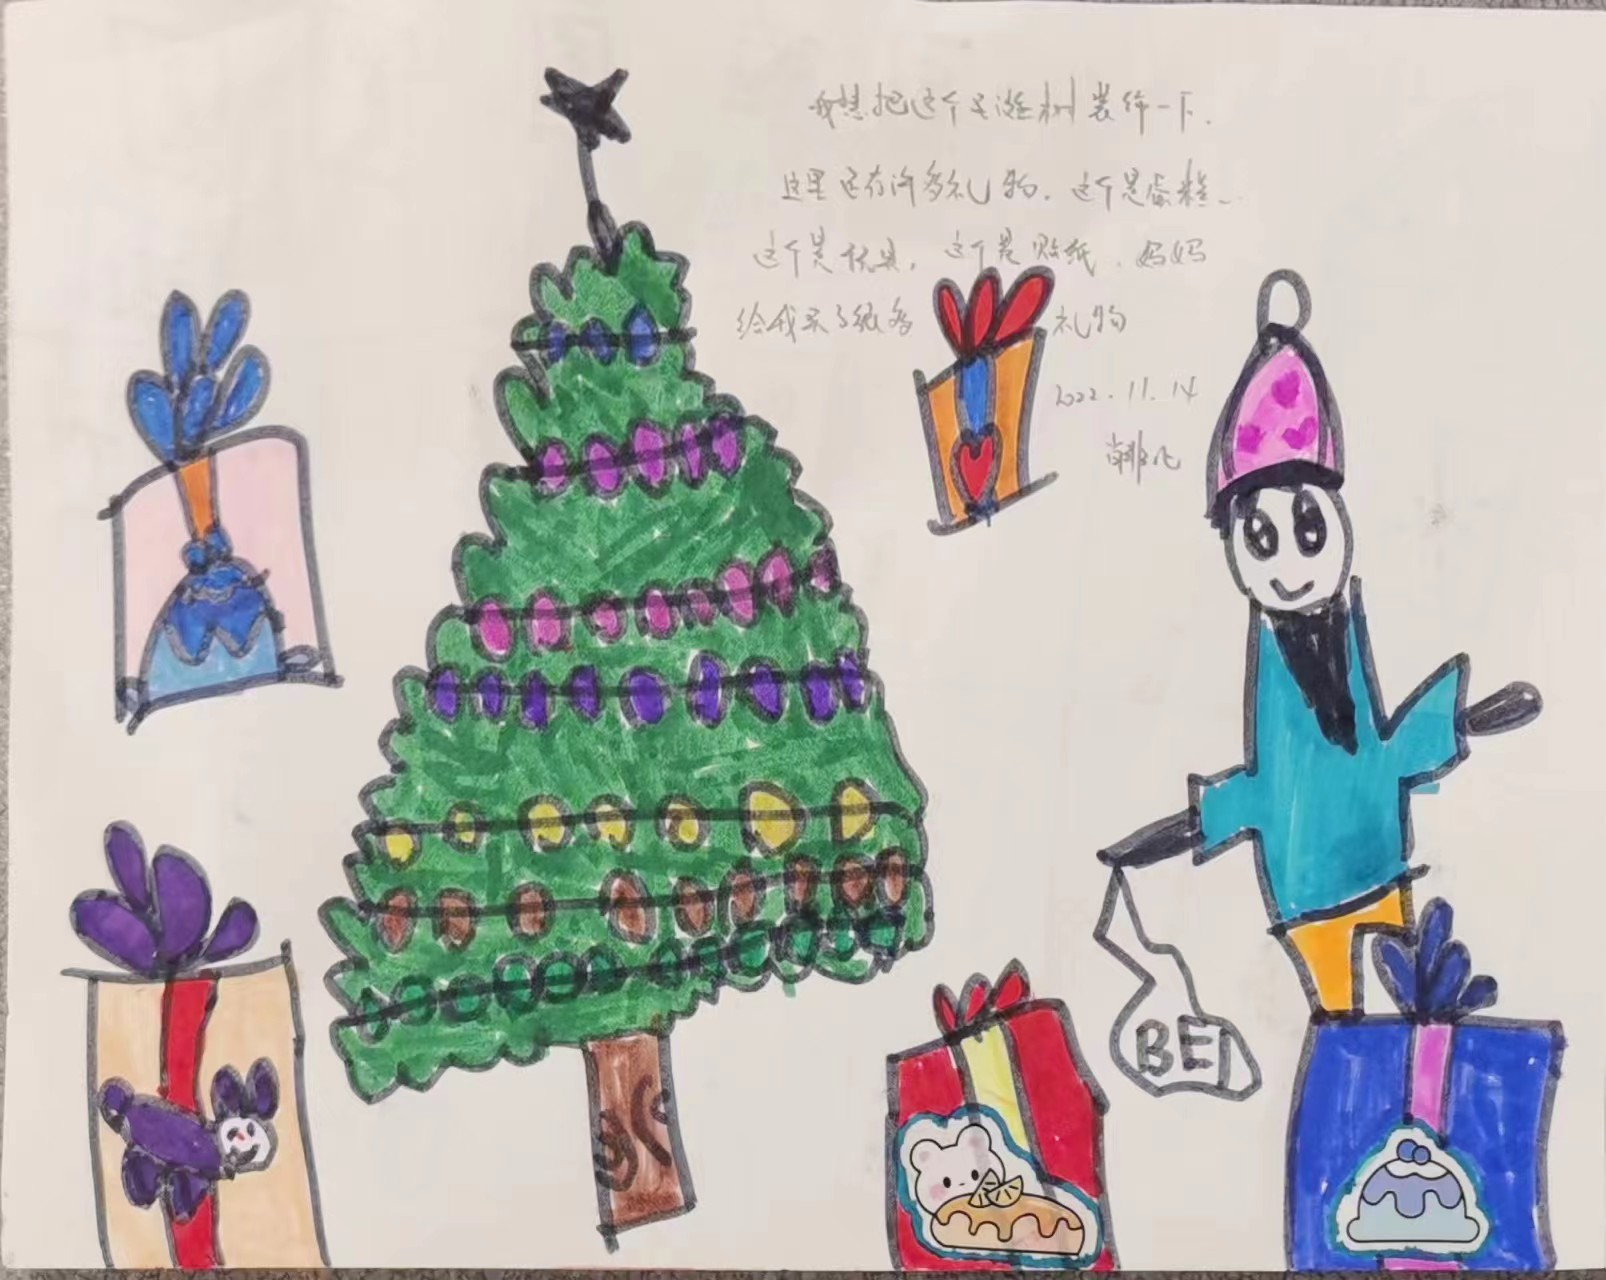 我想把这个圣诞树装饰一下.
这里还有许多礼物.这个是蛋糕、
这个是玩具,这个是贴纸.妈妈
给我买了很多礼物
2022.11.14
BEI